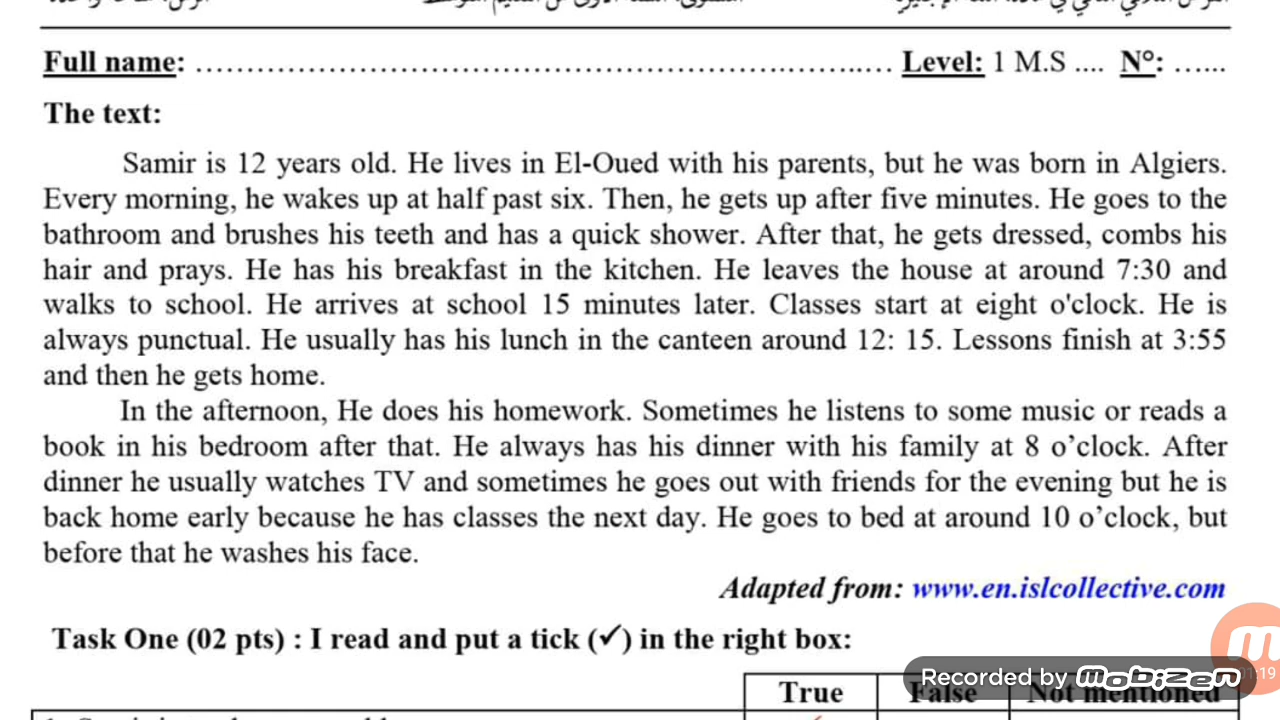 Full name: ……………………………………………………………… Level: 1 M.S .... N°: ……
The text:
Samir is 12 years old. He lives in El-Oued with his parents, but he was born in Algiers.
Every morning, he wakes up at half past six. Then, he gets up after five minutes. He goes to the
bathroom and brushes his teeth and has a quick shower. After that, he gets dressed, combs his
hair and prays. He has his breakfast in the kitchen. He leaves the house at around 7:30 and
walks to school. He arrives at school 15 minutes later. Classes start at eight o'clock. He is
always punctual. He usually has his lunch in the canteen around 12: 15. Lessons finish at 3:55
and then he gets home.
In the afternoon, He does his homework. Sometimes he listens to some music or reads a
book in his bedroom after that. He always has his dinner with his family at 8 o’clock. After
dinner he usually watches TV and sometimes he goes out with friends for the evening but he is
back home early because he has classes the next day. He goes to bed at around 10 o’clock, but
before that he washes his face.
Adapted from: www.en.islcollective.com
Task One (02 pts) : I read and put a tick (✓) in the right box:
True False Not mentioned
Recorded by mobizen
01:19